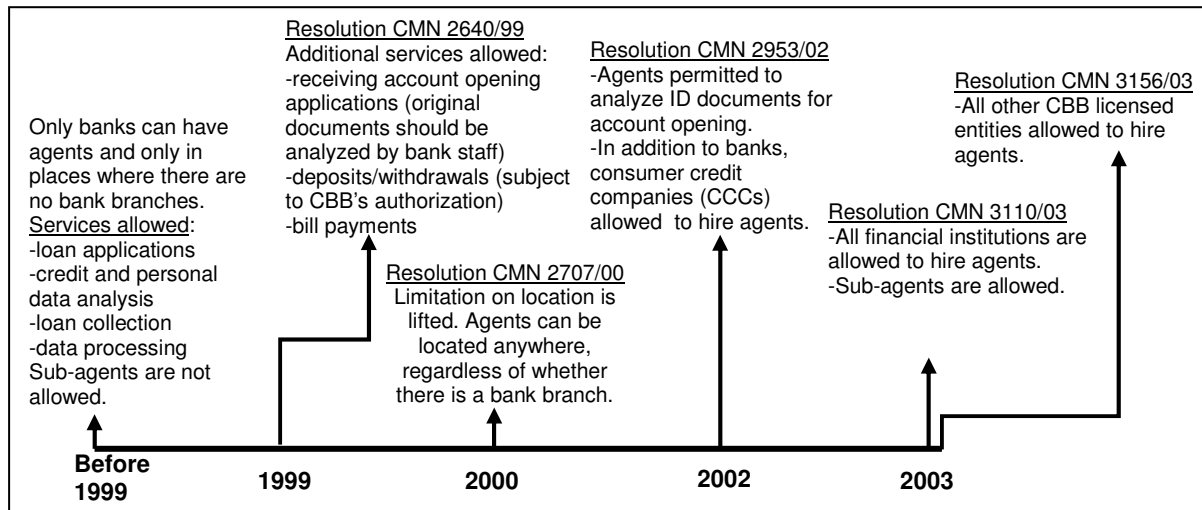 Only banks can have
agents and only in
places where there are
no bank branches.
Services allowed:
-loan applications
-credit and personal
data analysis
-loan collection
-data processing
Sub-agents are not
allowed.
Resolution CMN 2640/99
Additional services allowed:
-receiving account opening
applications (original
documents should be
analyzed by bank staff)
-deposits/withdrawals (subject
to CBB's authorization)
-bill payments
Resolution CMN 2707/00
Limitation on location is
lifted. Agents can be
located anywhere,
regardless of whether
there is a bank branch.
Resolution CMN 2953/02
-Agents permitted to
analyze ID documents for
account opening.
-In addition to banks,
consumer credit
companies (CCCs)
allowed  to hire agents.
Resolution CMN 3110/03
-All financial institutions are
allowed to hire agents.
-Sub-agents are allowed.
Resolution CMN 3156/03
-All other CBB licensed
entities allowed to hire
agents.
Before
1999
1999
2000
2002
2003